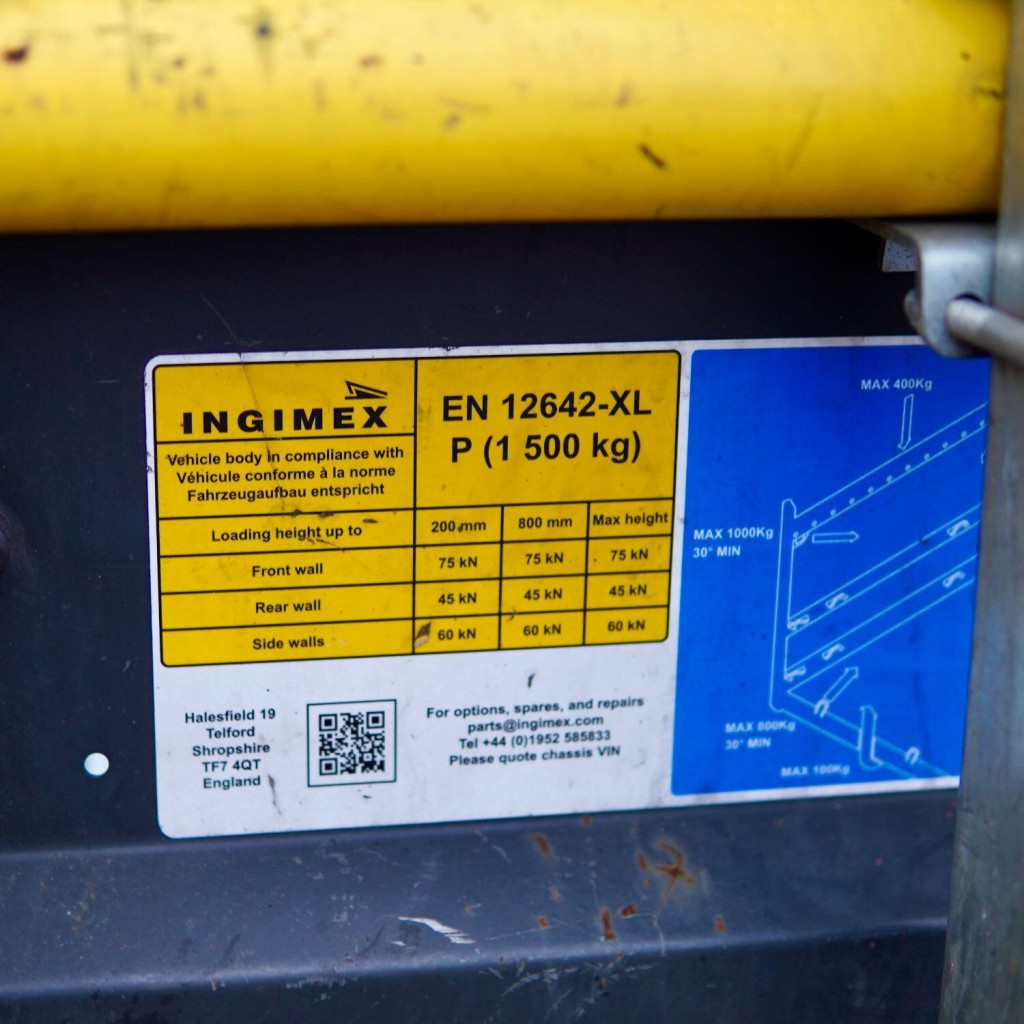 INGIMEX
Vehicle body in compliance with
Véhicule conforme à la norme
Fahrzeugaufbau entspricht
EN 12642-XL
P (1 500 kg)
Loading height up to 200 mm 800 mm Max height
Front wall 75 kN 75 kN 75 kN
Rear wall 45 kN 45 kN 45 kN
Side walls 60 kN 60 kN 60 kN
Halesfield 19
Telford
Shropshire
TF7 4QT
England
For options, spares, and repairs
parts@ingimex.com
Tel +44 (0)1952 585833
Please quote chassis VIN
MAX 400Kg
MAX 1000Kg
30° MIN
MAX 800Kg
30° MIN
MAX 100Kg